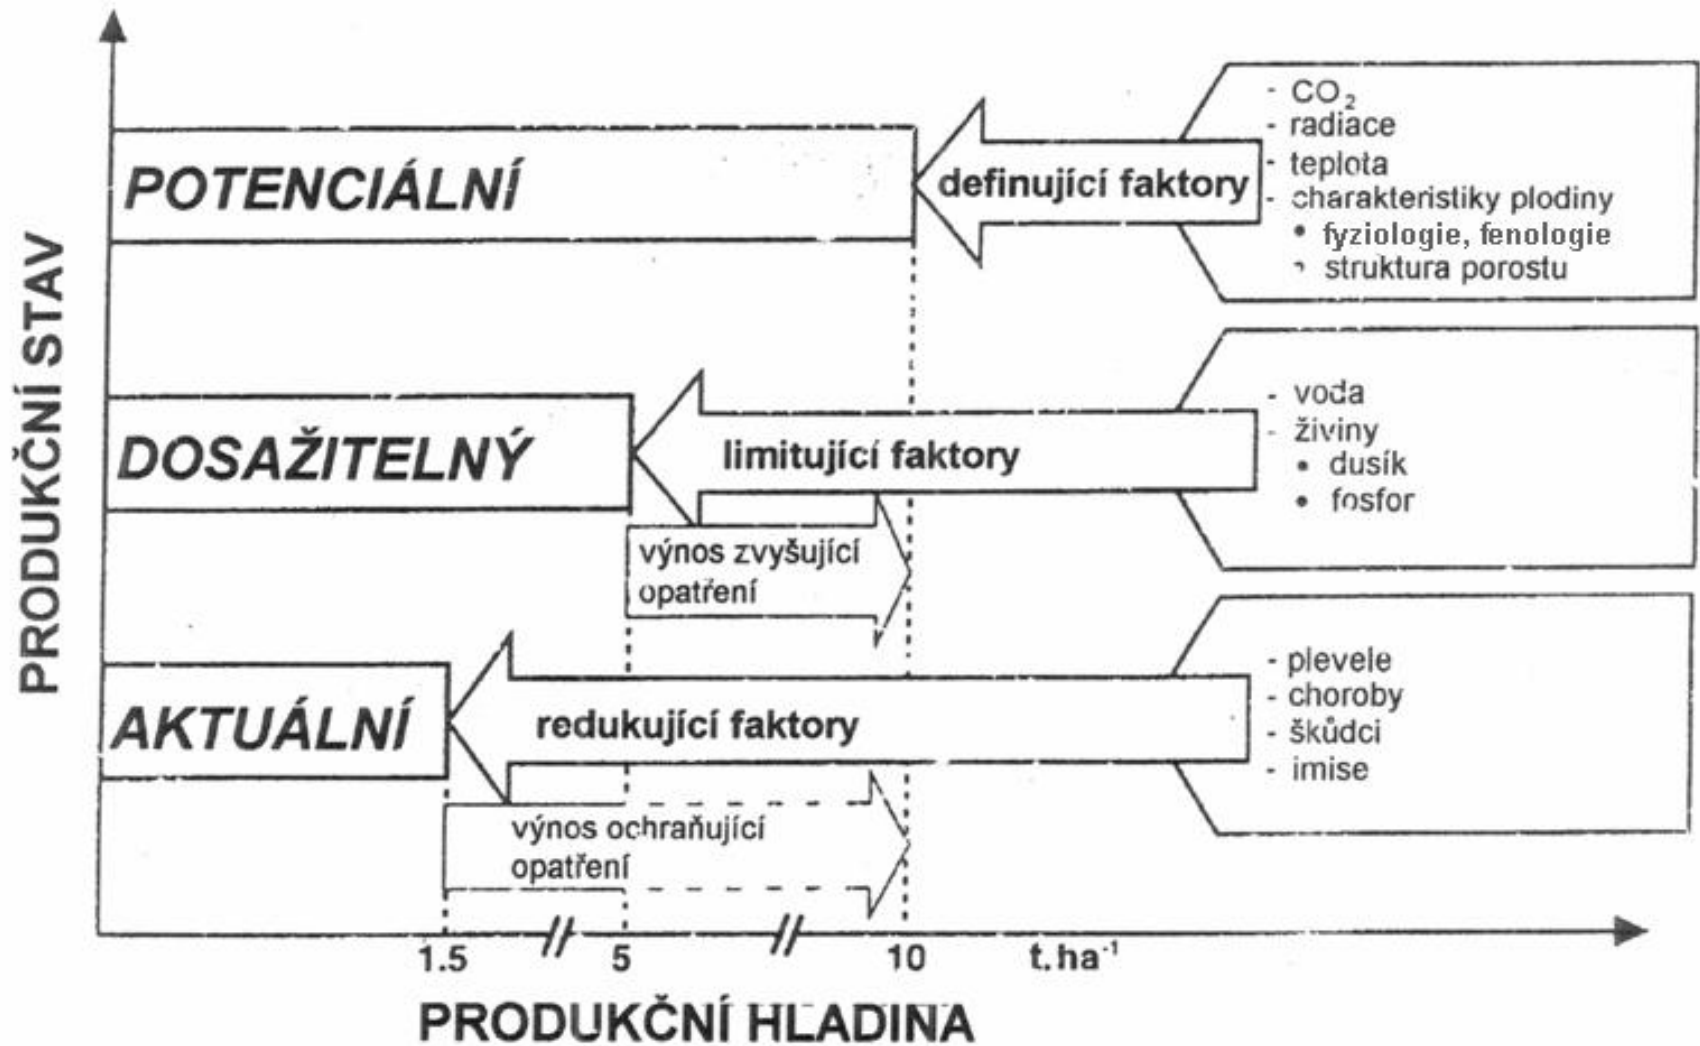 PRODUKČNÍ STAV
POTENCIÁLNÍ
definující faktory
- CO₂
- radiace
- teplota
- charakteristiky plodiny
• fyziologie, fenologie
• struktura porostu
DOSAŽITELNÝ
limitující faktory
- voda
- živiny
• dusík
• fosfor
výnos zvyšující
opatření
AKTUÁLNÍ
redukující faktory
- plevele
- choroby
- škůdci
- imise
výnos ochraňující
opatření
1.5 5 10 t.ha⁻¹
PRODUKČNÍ HLADINA